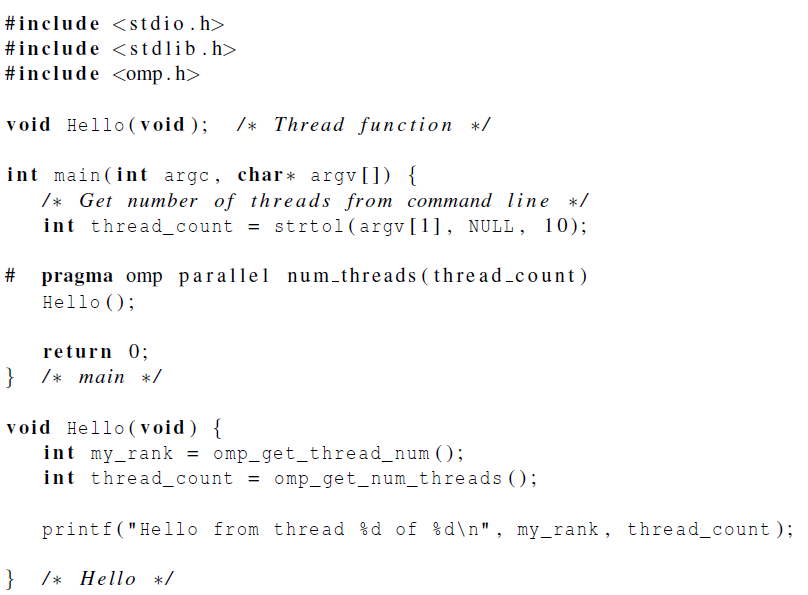 #include <stdio.h>
#include <stdlib.h>
#include <omp.h>
void Hello(void); /* Thread function */
int main(int argc, char* argv[]) {
/* Get number of threads from command line */
int thread_count = strtol(argv[1], NULL, 10);
# pragma omp parallel num_threads(thread_count)
Hello();
return 0;
} /* main */
void Hello(void) {
int my_rank = omp_get_thread_num();
int thread_count = omp_get_num_threads();
printf("Hello from thread %d of %d\n", my_rank, thread_count);
} /* Hello */